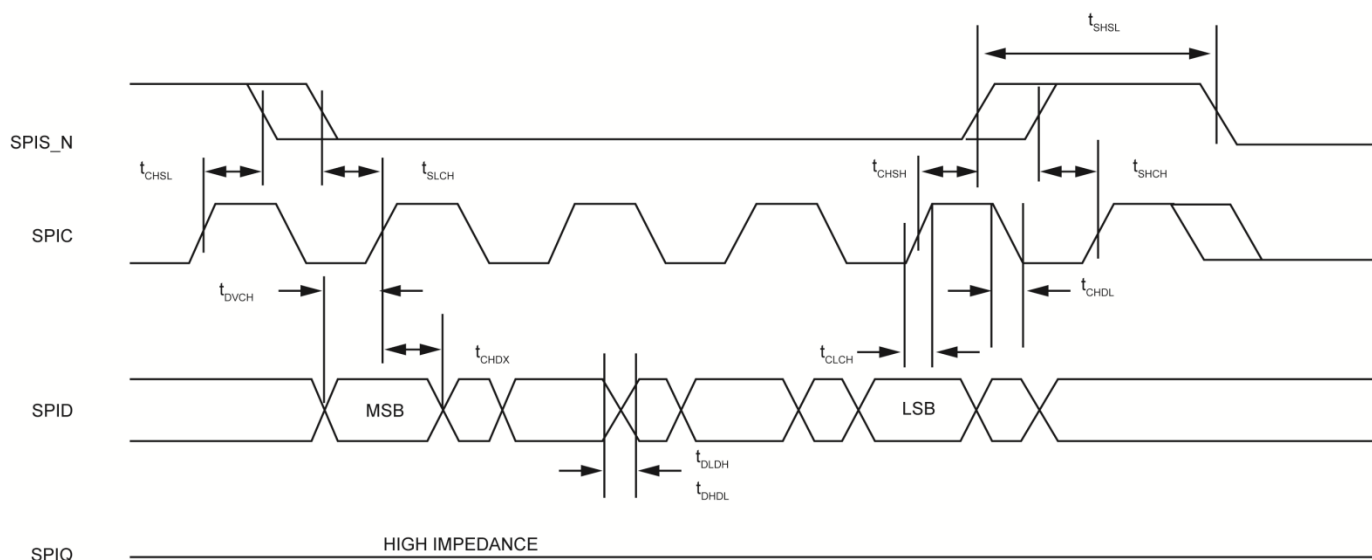 tSHSL
SPIS_N
tCHSL
tSLCH
tCHSH
tSHCH
SPIC
tDVCH
tCHDL
tCHDX
tCLCH
SPID
MSB
LSB
tDLDH
tDHDL
HIGH IMPEDANCE
SPIQ